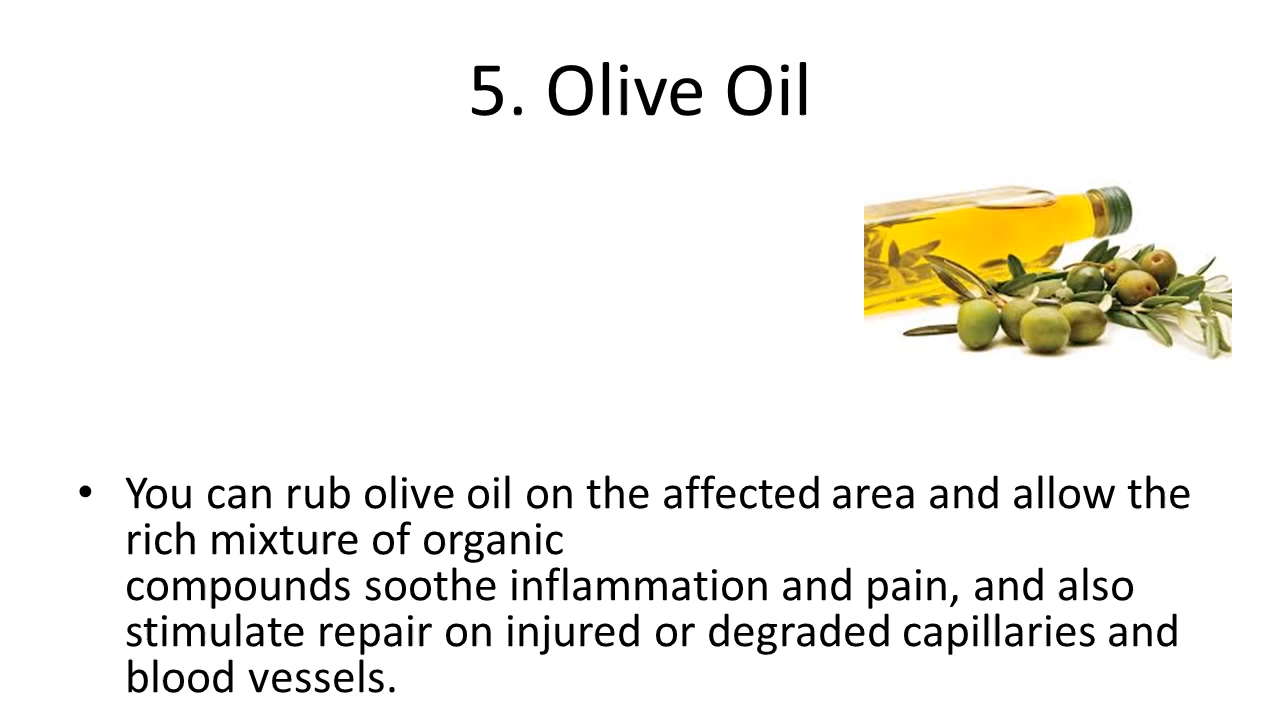 5. Olive Oil
• You can rub olive oil on the affected area and allow the
rich mixture of organic
compounds soothe inflammation and pain, and also
stimulate repair on injured or degraded capillaries and
blood vessels.